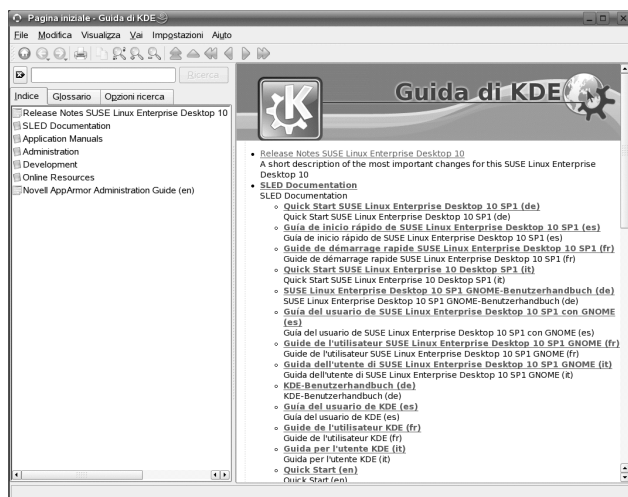 Pagina iniziale - Guida di KDE
File Modifica Visualizza Vai Impostazioni Aiuto
Ricerca
Indice Glossario Opzioni ricerca
Release Notes SUSE Linux Enterprise Desktop 10
SLED Documentation
Application Manuals
Administration
Development
Online Resources
Novell AppArmor Administration Guide (en)
Guida di KDE
Release Notes SUSE Linux Enterprise Desktop 10
A short description of the most important changes for this SUSE Linux Enterprise
Desktop 10
SLED Documentation
SLED Documentation
Quick Start SUSE Linux Enterprise Desktop 10 SP1 (de)
Quick Start SUSE Linux Enterprise Desktop 10 SP1 (de)
Guía de inicio rápido de SUSE Linux Enterprise Desktop 10 SP1 (es)
Guía de inicio rápido de SUSE Linux Enterprise Desktop 10 SP1 (es)
Guide de démarrage rapide SUSE Linux Enterprise Desktop 10 SP1 (fr)
Guide de démarrage rapide SUSE Linux Enterprise Desktop 10 SP1 (fr)
Quick Start SUSE Linux Enterprise 10 Desktop SP1 (it)
Quick Start SUSE Linux Enterprise 10 Desktop SP1 (it)
SUSE Linux Enterprise Desktop 10 SP1 GNOME-Benutzerhandbuch (de)
SUSE Linux Enterprise Desktop 10 SP1 GNOME-Benutzerhandbuch (de)
Guía del usuario de SUSE Linux Enterprise Desktop 10 SP1 con GNOME
(es)
Guía del usuario de SUSE Linux Enterprise Desktop 10 SP1 con GNOME (es)
Guide de l'utilisateur SUSE Linux Enterprise Desktop 10 SP1 GNOME (fr)
Guide de l'utilisateur SUSE Linux Enterprise Desktop 10 SP1 GNOME (fr)
Guida dell'utente di SUSE Linux Enterprise Desktop 10 SP1 GNOME (it)
Guida dell'utente di SUSE Linux Enterprise Desktop 10 SP1 GNOME (it)
KDE-Benutzerhandbuch (de)
KDE-Benutzerhandbuch (de)
Guía del usuario de KDE (es)
Guía del usuario de KDE (es)
Guide de l'utilisateur KDE (fr)
Guide de l'utilisateur KDE (fr)
Guida per l'utente KDE (it)
Guida per l'utente KDE (it)
Quick Start (en)
Quick Start (en)